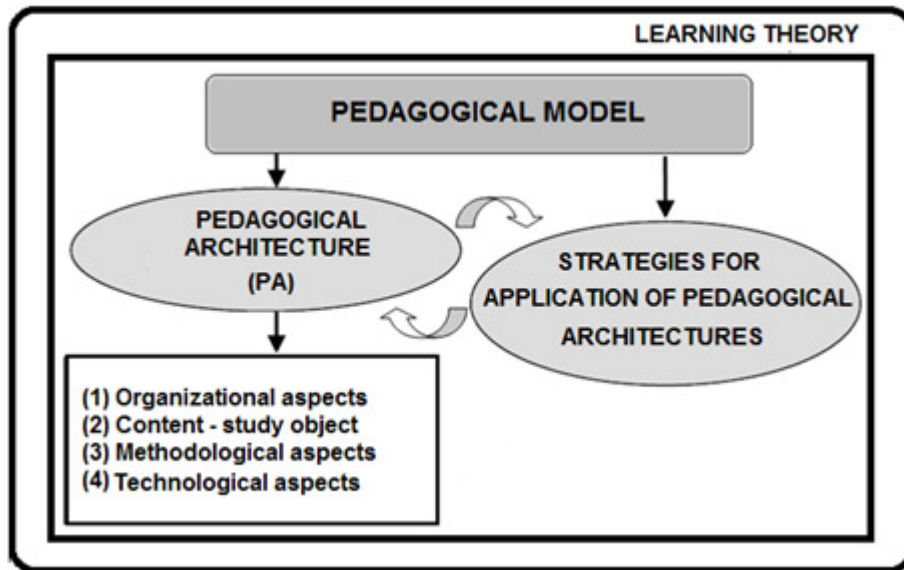 LEARNING THEORY
PEDAGOGICAL MODEL
PEDAGOGICAL
ARCHITECTURE
(PA)
STRATEGIES FOR
APPLICATION OF PEDAGOGICAL
ARCHITECTURES
(1) Organizational aspects
(2) Content - study object
(3) Methodological aspects
(4) Technological aspects